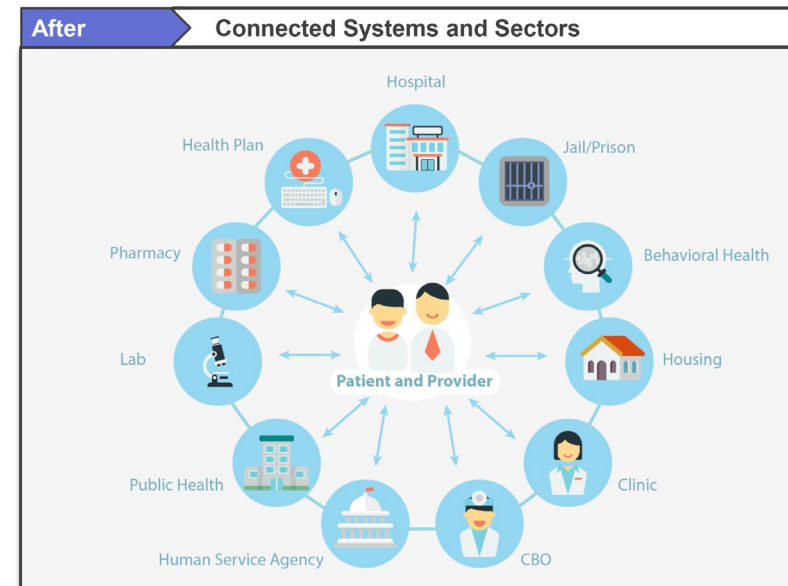 After
Connected Systems and Sectors
Hospital
Health Plan
Jail/Prison
Pharmacy
Behavioral Health
Lab
Housing
Patient and Provider
Public Health
Clinic
Human Service Agency
CBO